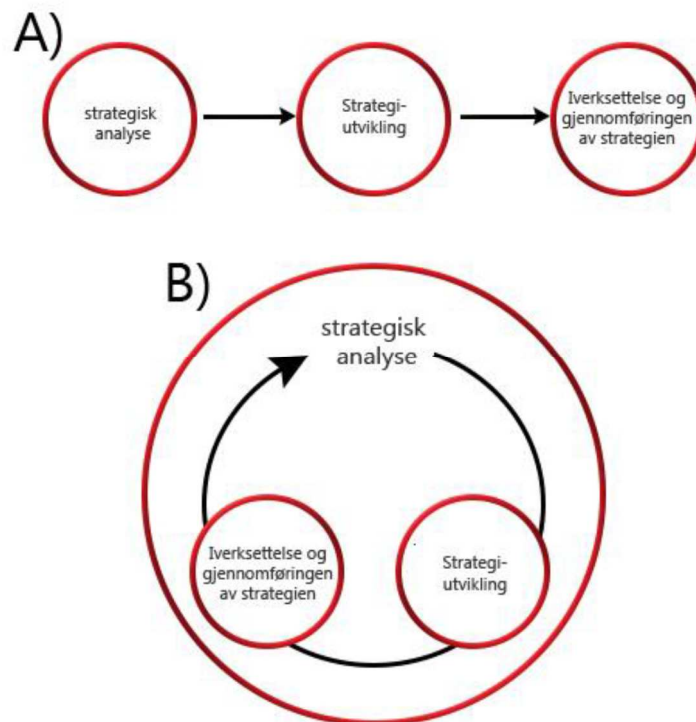 A)
strategisk
analyse
Strategi-
utvikling
Iverksettelse og
gjennomføringen
av strategien
B)
strategisk
analyse
Iverksettelse og
gjennomføringen
av strategien
Strategi-
utvikling